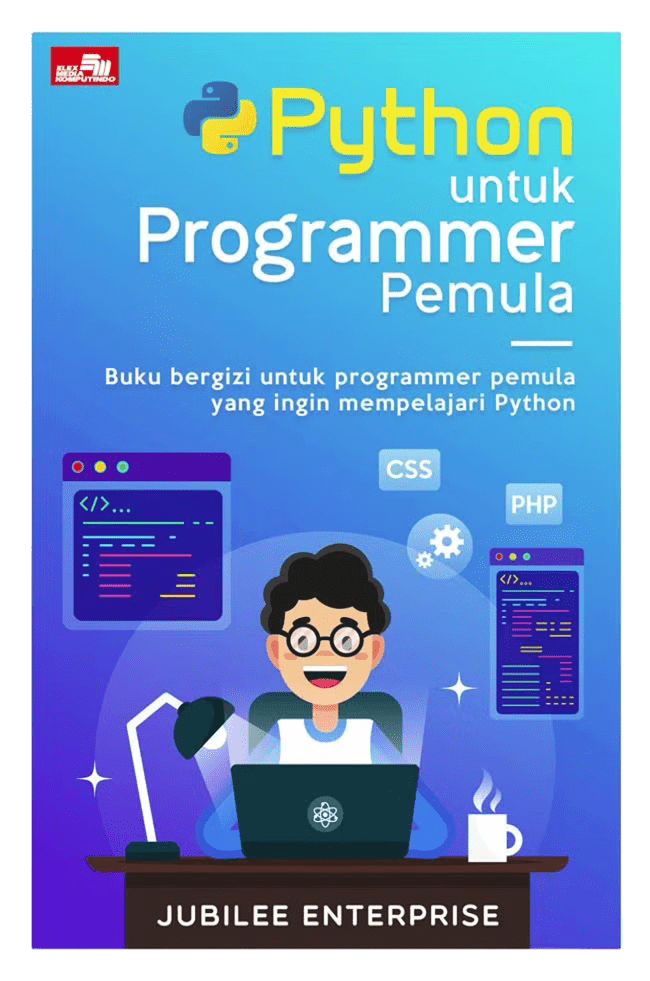 ELEX
MEDIA
KOMPUTINDO
Python
untuk
Programmer
Pemula
Buku bergizi untuk programmer pemula
yang ingin mempelajari Python
CSS
PHP
</>...
</>...
JUBILEE ENTERPRISE